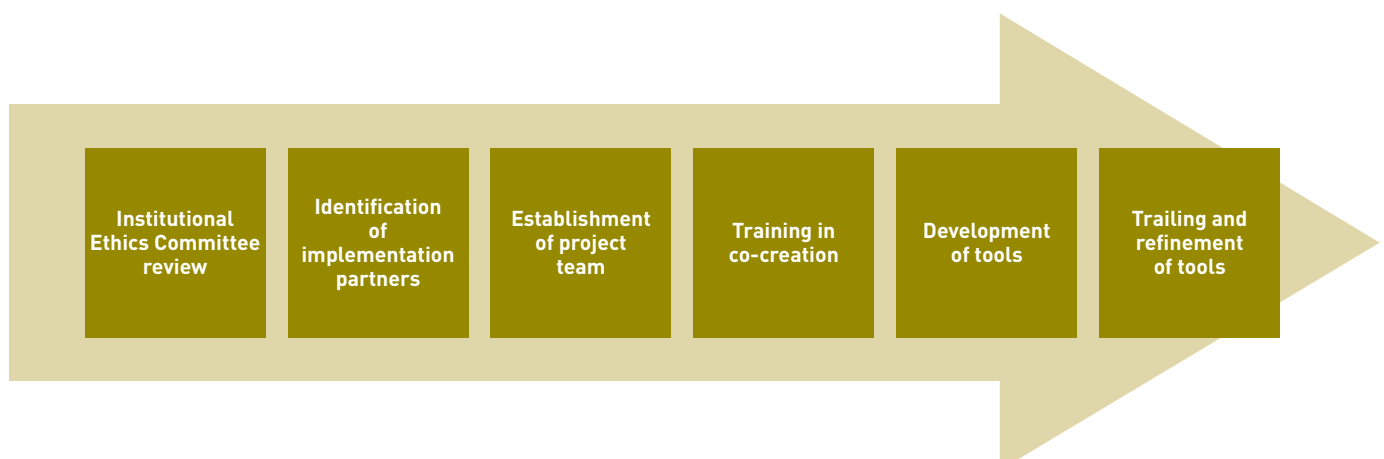 Institutional
Ethics Committee
review
Identification
of
implementation
partners
Establishment
of project
team
Training in
co-creation
Development
of tools
Trailing and
refinement
of tools